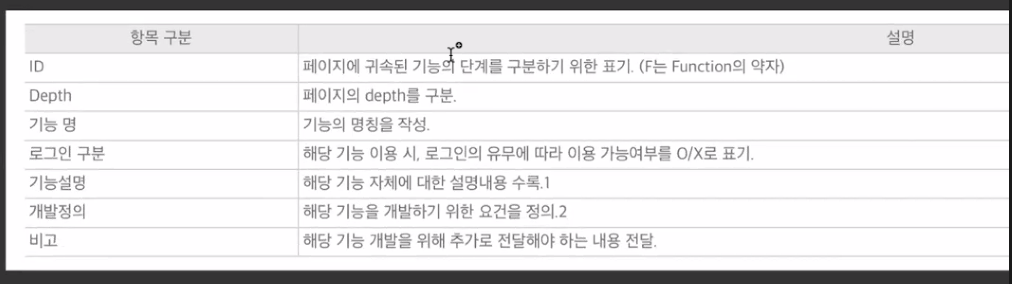 항목 구분 설명
ID 페이지에 귀속된 기능의 단계를 구분하기 위한 표기. (F는 Function의 약자)
Depth 페이지의 depth를 구분.
기능 명 기능의 명칭을 작성.
로그인 구분 해당 기능 이용 시, 로그인의 유무에 따라 이용 가능여부를 O/X로 표기.
기능설명 해당 기능 자체에 대한 설명내용 수록.1
개발정의 해당 기능을 개발하기 위한 요건을 정의.2
비고 해당 기능 개발을 위해 추가로 전달해야 하는 내용 전달.